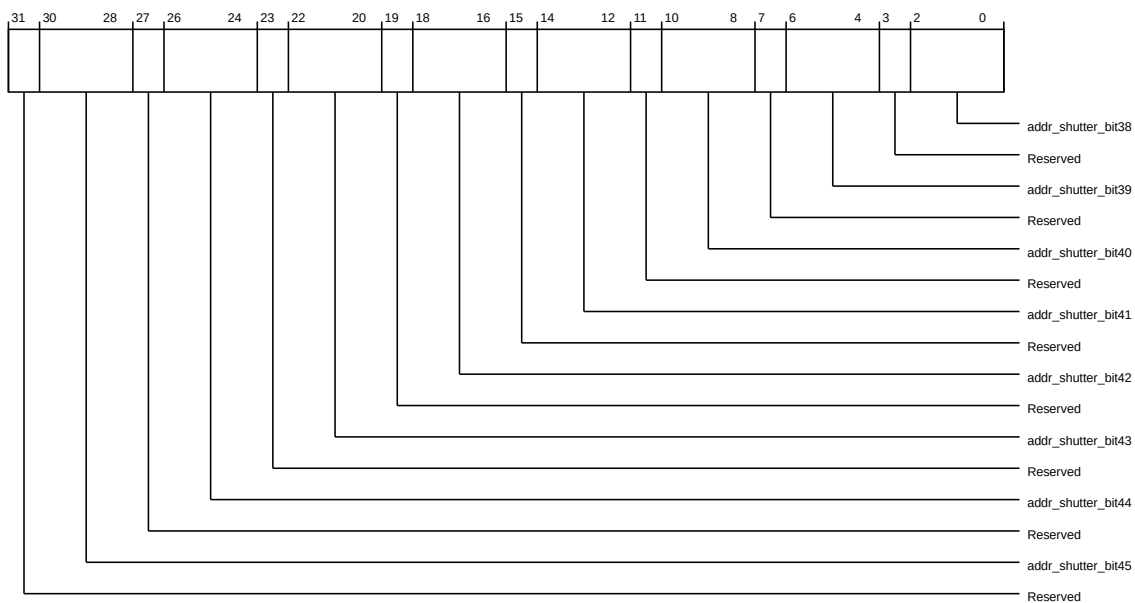 31 30 28 27 26 24 23 22 20 19 18 16 15 14 12 11 10 8 7 6 4 3 2 0
addr_shutter_bit38
Reserved
addr_shutter_bit39
Reserved
addr_shutter_bit40
Reserved
addr_shutter_bit41
Reserved
addr_shutter_bit42
Reserved
addr_shutter_bit43
Reserved
addr_shutter_bit44
Reserved
addr_shutter_bit45
Reserved